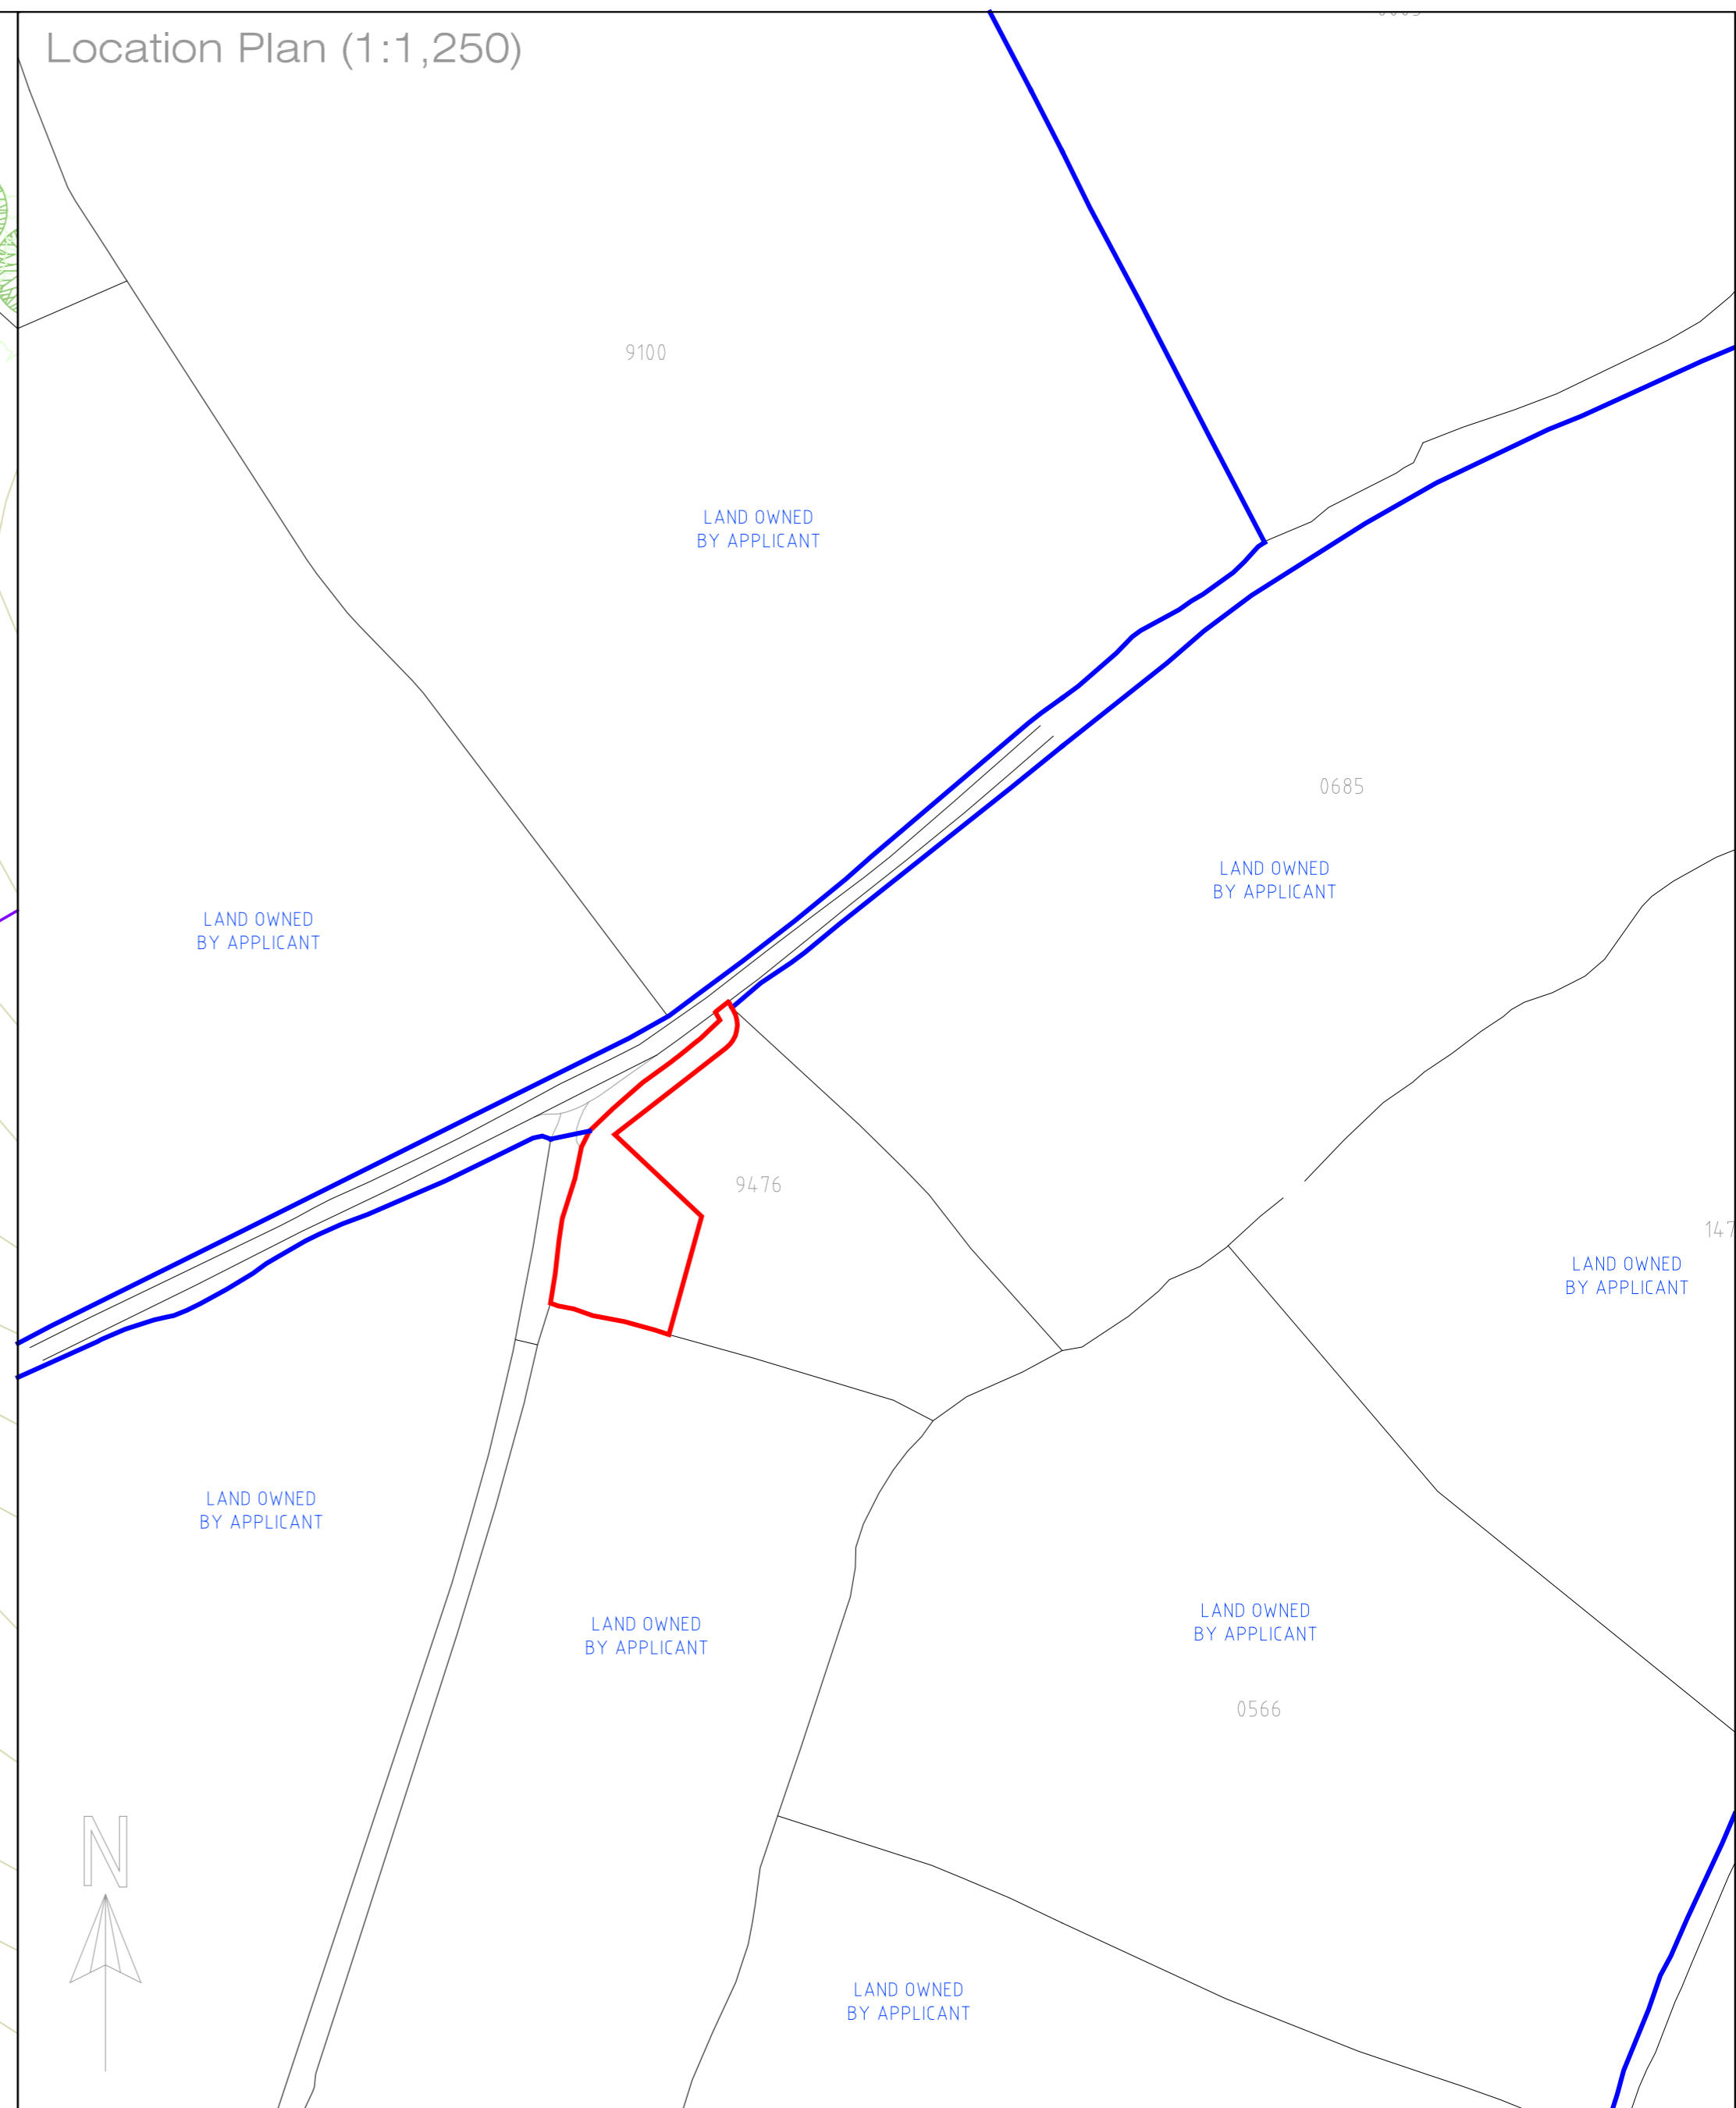 Location Plan (1:1,250)
9100
LAND OWNED
BY APPLICANT
0685
LAND OWNED
BY APPLICANT
LAND OWNED
BY APPLICANT
9476
147
LAND OWNED
BY APPLICANT
LAND OWNED
BY APPLICANT
LAND OWNED
BY APPLICANT
LAND OWNED
BY APPLICANT
0566
N
LAND OWNED
BY APPLICANT